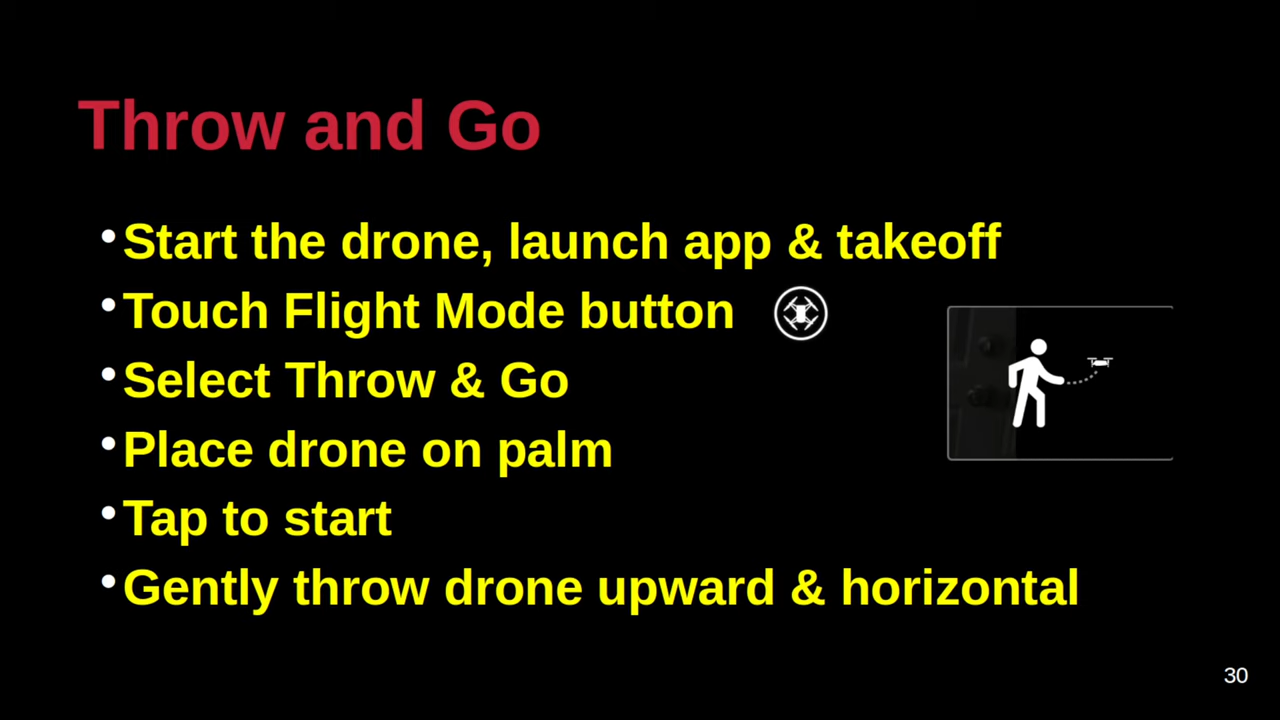 Throw and Go
•Start the drone, launch app & takeoff
•Touch Flight Mode button
•Select Throw & Go
•Place drone on palm
•Tap to start
•Gently throw drone upward & horizontal
30